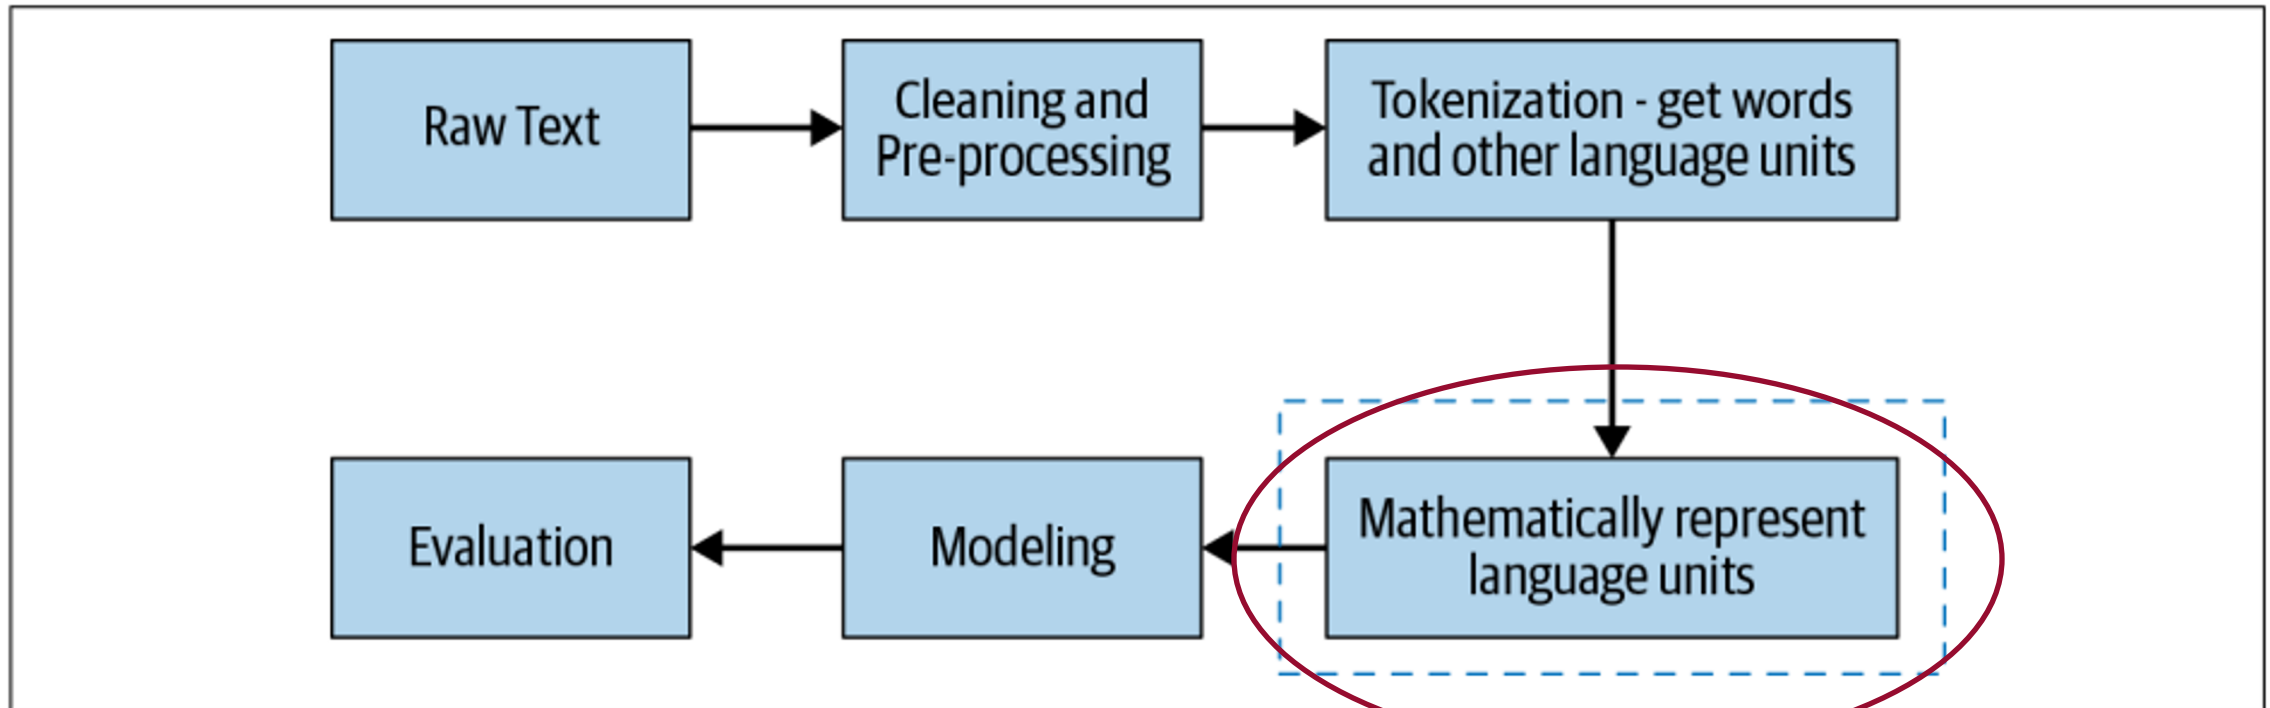 Raw Text
Cleaning and
Pre-processing
Tokenization - get words
and other language units
Mathematically represent
language units
Modeling
Evaluation